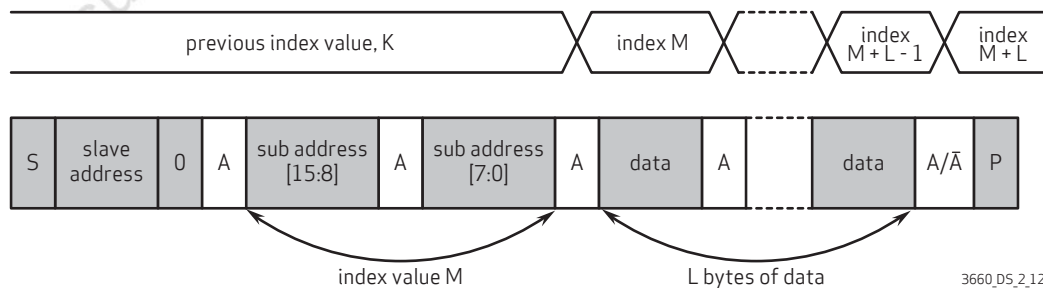 previous index value, K
index M
index
M + L - 1
index
M + L
S
slave
address
0
A
sub address
[15:8]
A
sub address
[7:0]
A
data
A
data
A/Ā
P
index value M
L bytes of data
3660_DS_2_12